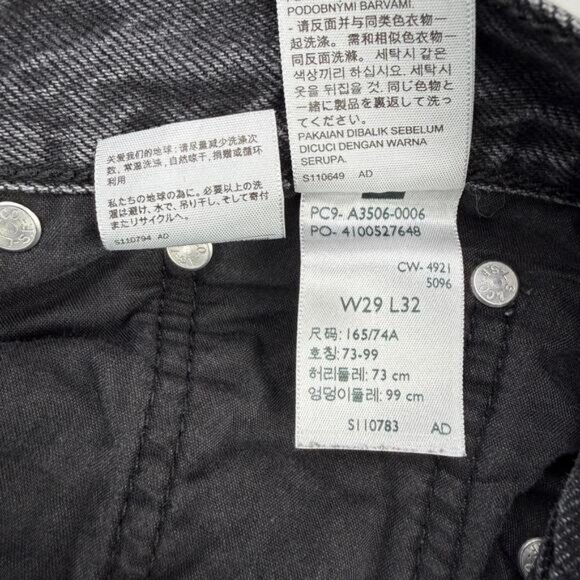 PODOBNÝMI BARVAMI.
- 请反面并与同类色衣物一
起洗涤。需和相似色衣物一
同反面洗滌。세탁시 같은
색상끼리 하십시오. 세탁시
옷을 뒤집을 것. 同じ色物と
一緒に製品を裏返して洗っ
てください。
PAKAIAN DIBALIK SEBELUM
DICUCI DENGAN WARNA
SERUPA.
S110649 AD
关爱我们的地球:请尽量减少洗涤次
数,常温洗涤,自然晾干,捐赠或循环
利用
私たちの地球の為に。必要以上の洗
濯は避け、水で、吊り干し、そして寄付
またリサイクルへ。
S110794 AD
PC9- A3506-0006
PO- 4100527648
CW- 4921
5096
W29 L32
尺码: 165/74A
호칭: 73-99
허리둘레: 73 cm
엉덩이둘레: 99 cm
S110783 AD